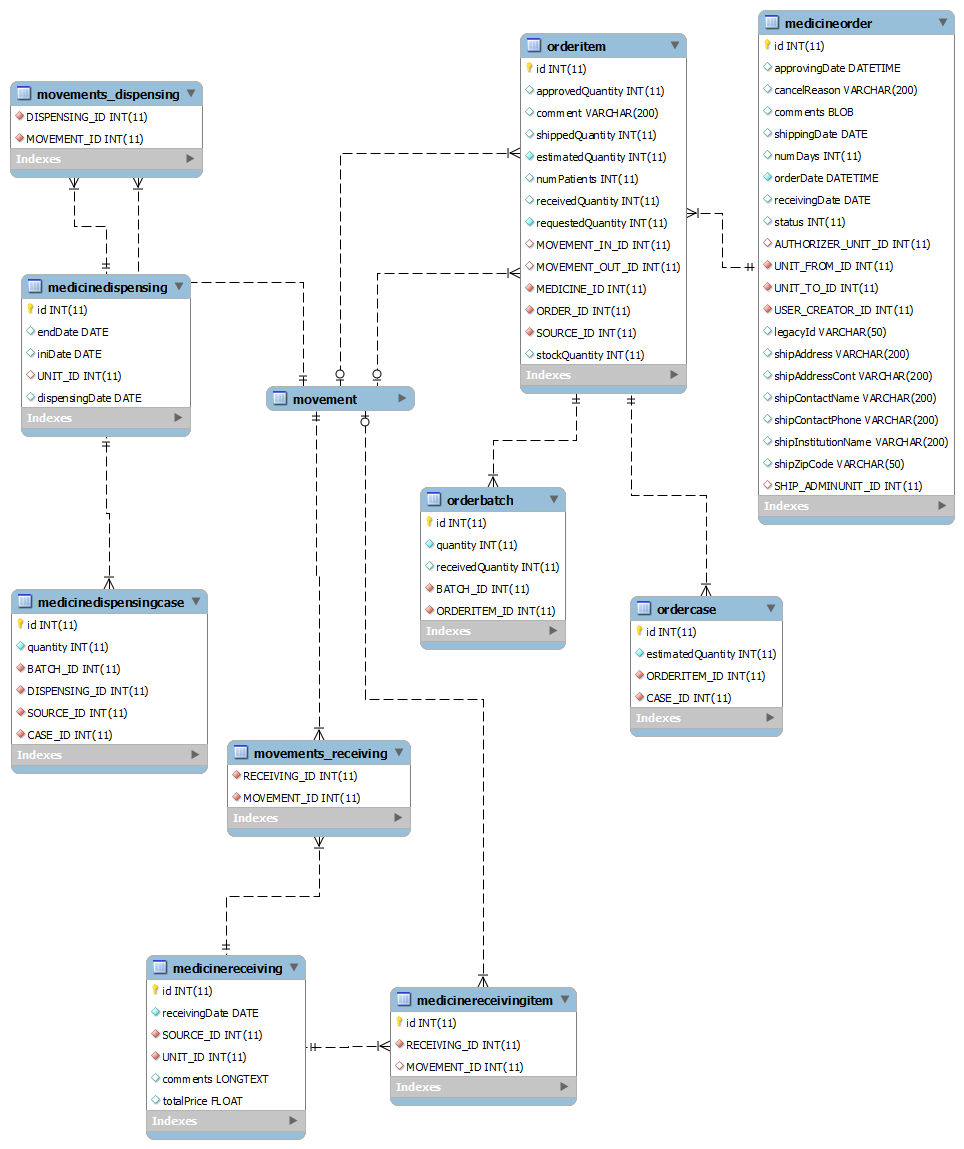 medicineorder
id INT(11)
approvingDate DATETIME
cancelReason VARCHAR(200)
comments BLOB
shippingDate DATE
numDays INT(11)
orderDate DATETIME
receivingDate DATE
status INT(11)
AUTHORIZER_UNIT_ID INT(11)
UNIT_FROM_ID INT(11)
UNIT_TO_ID INT(11)
USER_CREATOR_ID INT(11)
legacyId VARCHAR(50)
shipAddress VARCHAR(200)
shipAddressCont VARCHAR(200)
shipContactName VARCHAR(200)
shipContactPhone VARCHAR(200)
shipInstitutionName VARCHAR(200)
shipZipCode VARCHAR(50)
SHIP_ADMINUNIT_ID INT(11)
Indexes
orderitem
id INT(11)
approvedQuantity INT(11)
comment VARCHAR(200)
shippedQuantity INT(11)
estimatedQuantity INT(11)
numPatients INT(11)
receivedQuantity INT(11)
requestedQuantity INT(11)
MOVEMENT_IN_ID INT(11)
MOVEMENT_OUT_ID INT(11)
MEDICINE_ID INT(11)
ORDER_ID INT(11)
SOURCE_ID INT(11)
stockQuantity INT(11)
Indexes
movements_dispensing
DISPENSING_ID INT(11)
MOVEMENT_ID INT(11)
Indexes
medicinedispensing
id INT(11)
endDate DATE
iniDate DATE
UNIT_ID INT(11)
dispensingDate DATE
Indexes
movement
orderbatch
id INT(11)
quantity INT(11)
receivedQuantity INT(11)
BATCH_ID INT(11)
ORDERITEM_ID INT(11)
Indexes
medicinedispensingcase
id INT(11)
quantity INT(11)
BATCH_ID INT(11)
DISPENSING_ID INT(11)
SOURCE_ID INT(11)
CASE_ID INT(11)
Indexes
ordercase
id INT(11)
estimatedQuantity INT(11)
ORDERITEM_ID INT(11)
CASE_ID INT(11)
Indexes
movements_receiving
RECEIVING_ID INT(11)
MOVEMENT_ID INT(11)
Indexes
medicinereceiving
id INT(11)
receivingDate DATE
SOURCE_ID INT(11)
UNIT_ID INT(11)
comments LONGTEXT
totalPrice FLOAT
Indexes
medicinereceivingitem
id INT(11)
RECEIVING_ID INT(11)
MOVEMENT_ID INT(11)
Indexes